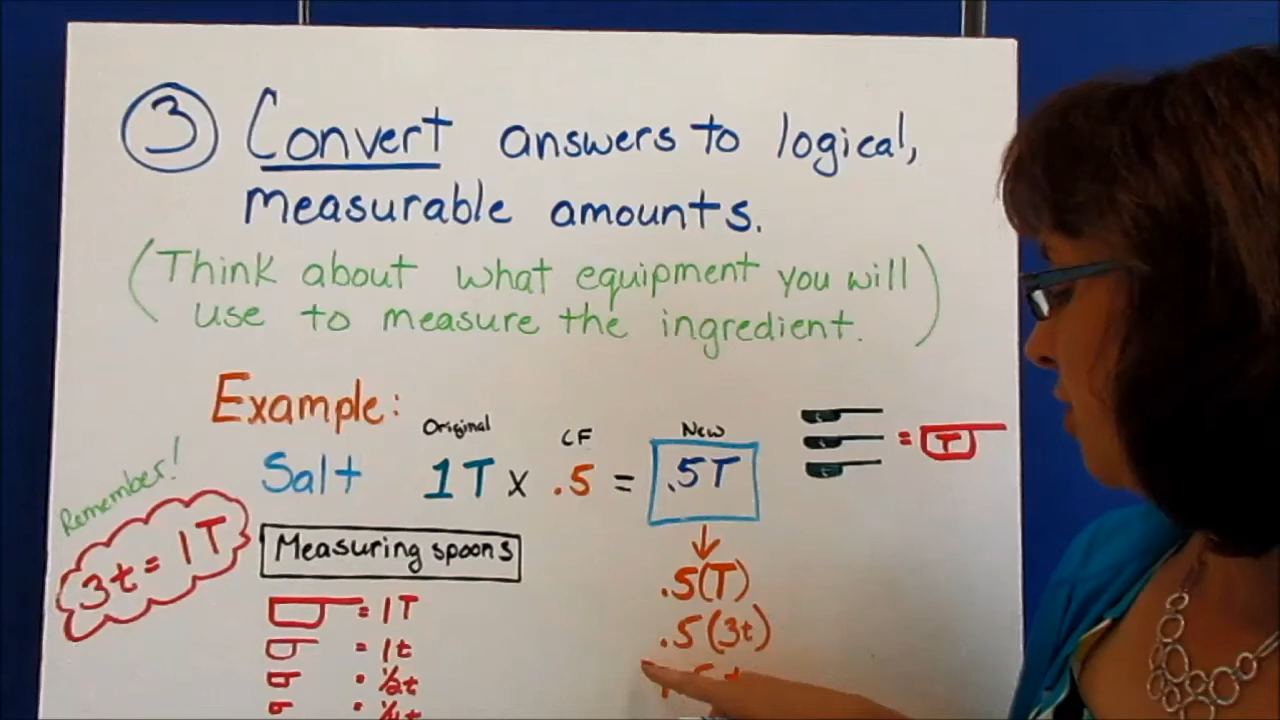 3 Convert answers to logical,
measurable amounts.
(Think about what equipment you will
use to measure the ingredient.)
Example:
Original CF New
Salt 1T x .5 = .5T
= T
Remember!
3t = 1T
Measuring spoons
.5(T)
= 1T
.5(3t)
= 1t
= 1/2t
= 1/4t